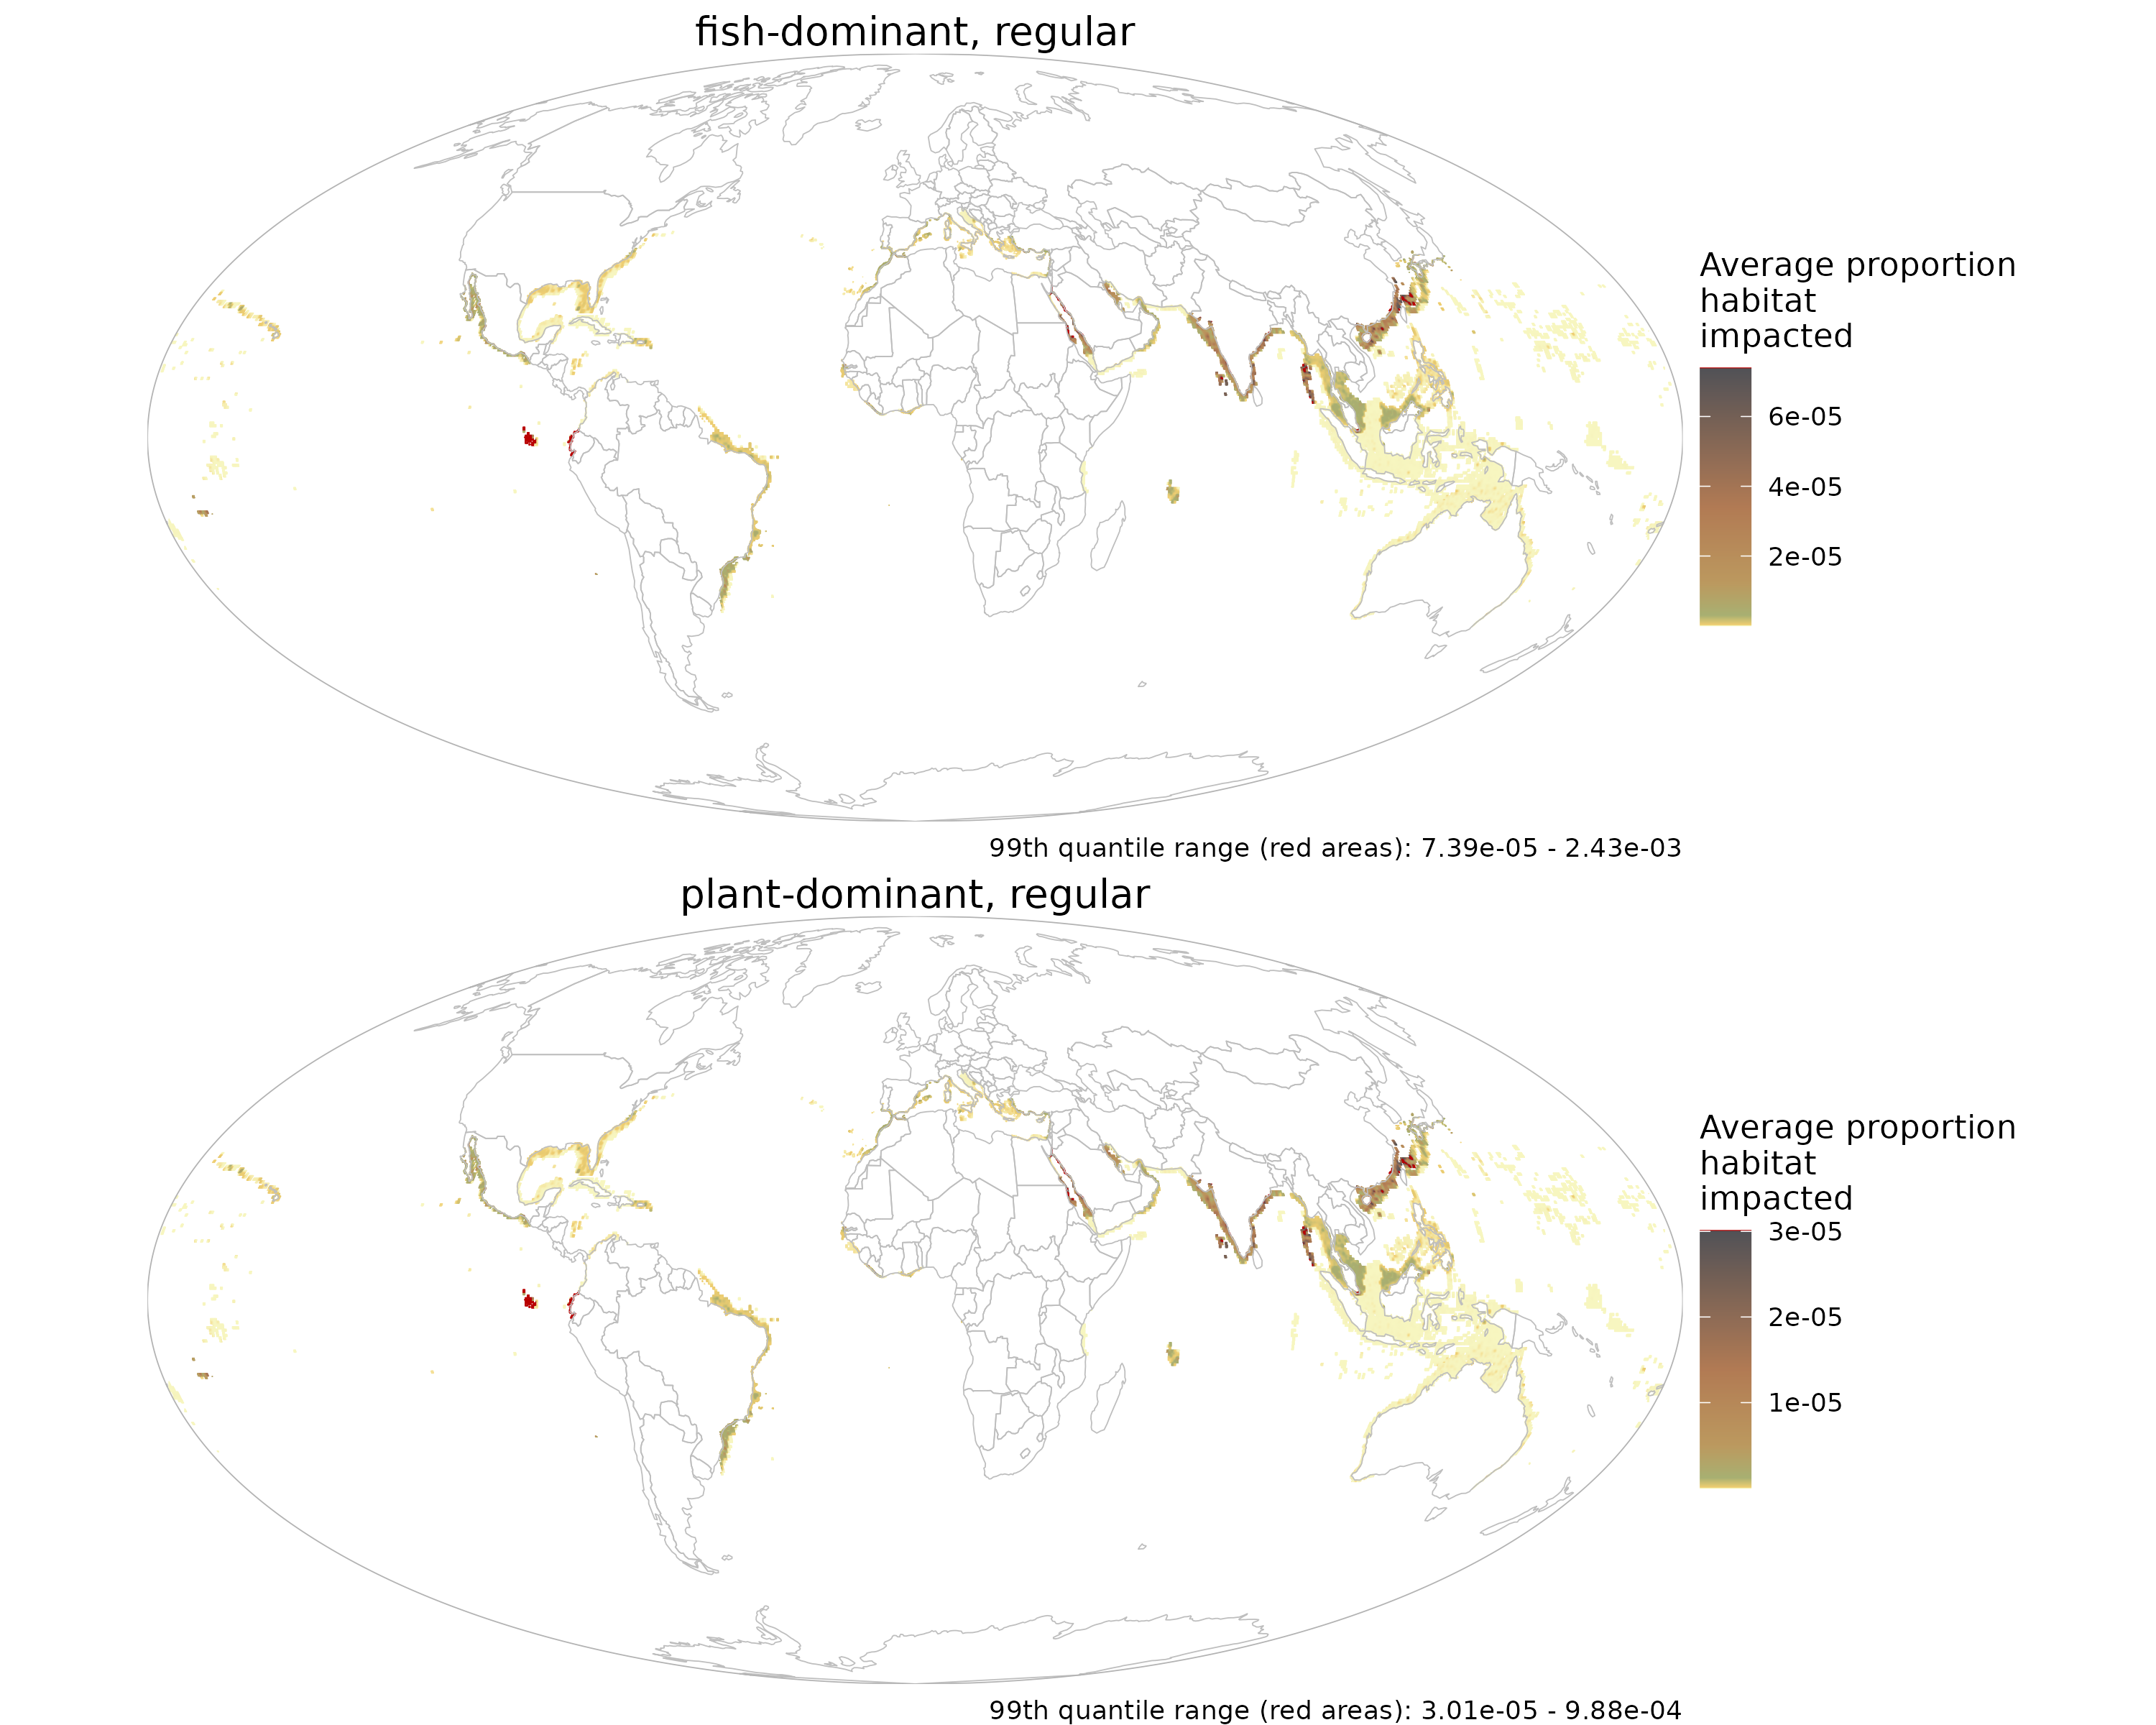 fish-dominant, regular
Average proportion
habitat
impacted
6e-05
4e-05
2e-05
99th quantile range (red areas): 7.39e-05 - 2.43e-03
plant-dominant, regular
Average proportion
habitat
impacted
3e-05
2e-05
1e-05
99th quantile range (red areas): 3.01e-05 - 9.88e-04